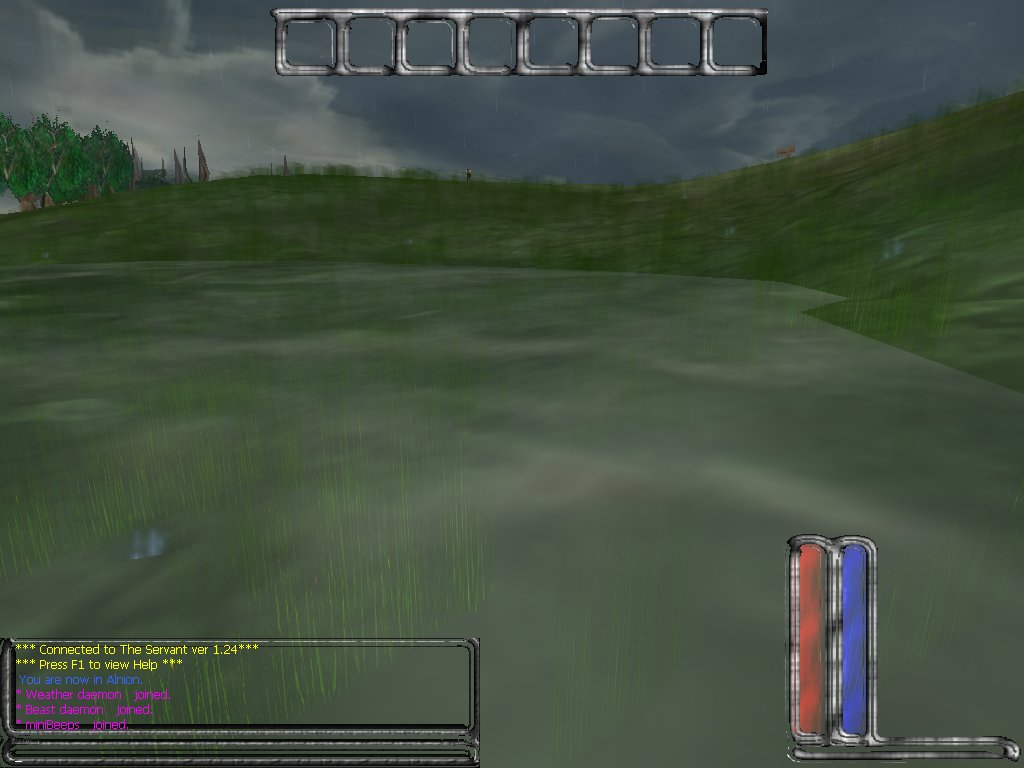 *** Connected to The Servant ver 1.24***
*** Press F1 to view Help ***
You are now in Alnion.
* Weather daemon joined.
* Beast daemon joined.
* miniBeeps joined.